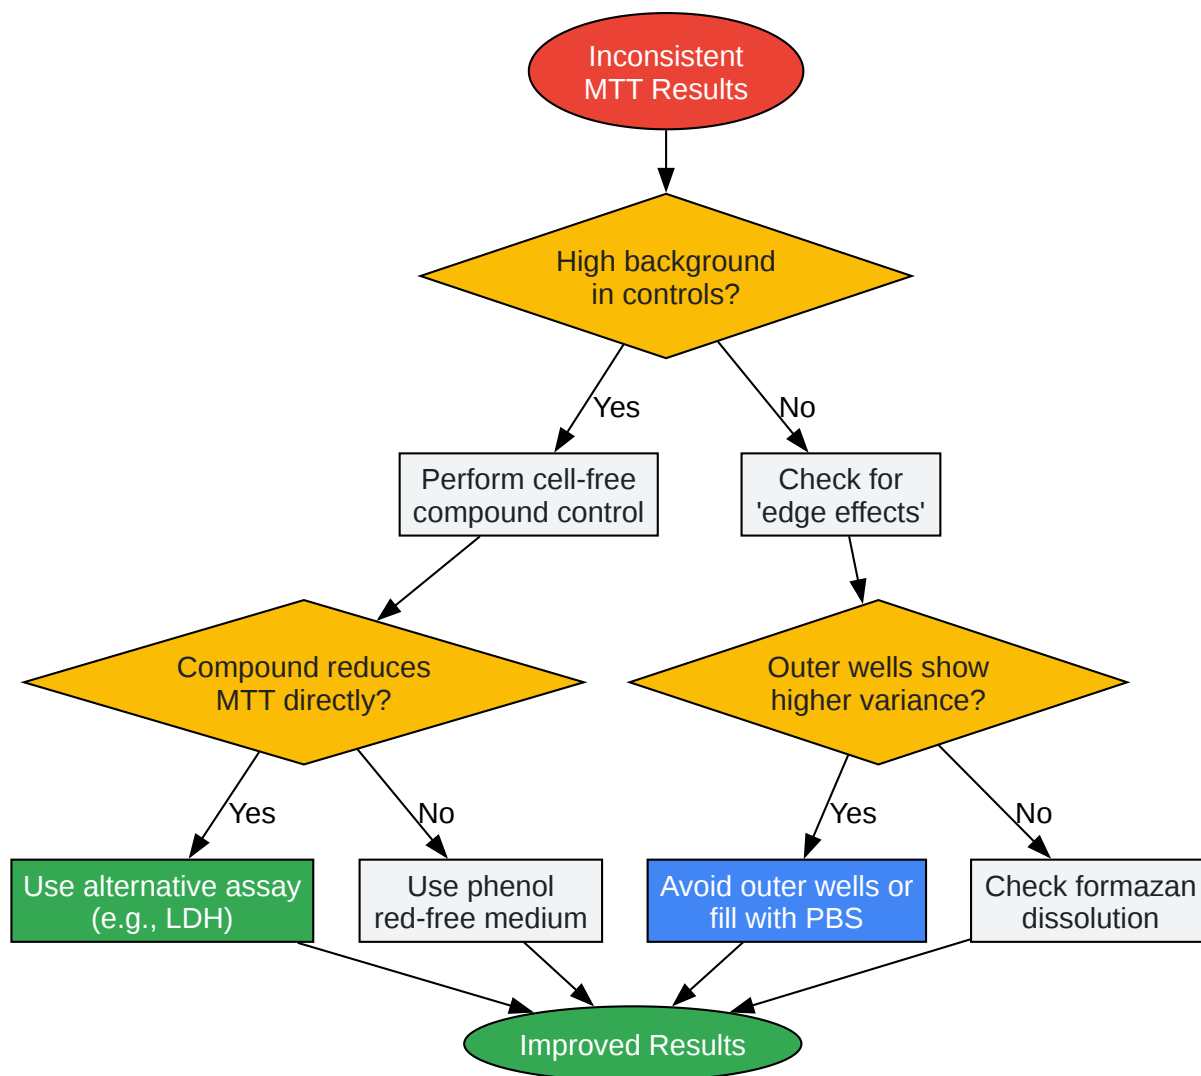 Inconsistent
MTT Results
High background
in controls?
Yes
No
Perform cell-free
compound control
Check for
'edge effects'
Compound reduces
MTT directly?
Outer wells show
higher variance?
Yes
No
Yes
No
Use alternative assay
(e.g., LDH)
Use phenol
red-free medium
Avoid outer wells or
fill with PBS
Check formazan
dissolution
Improved Results